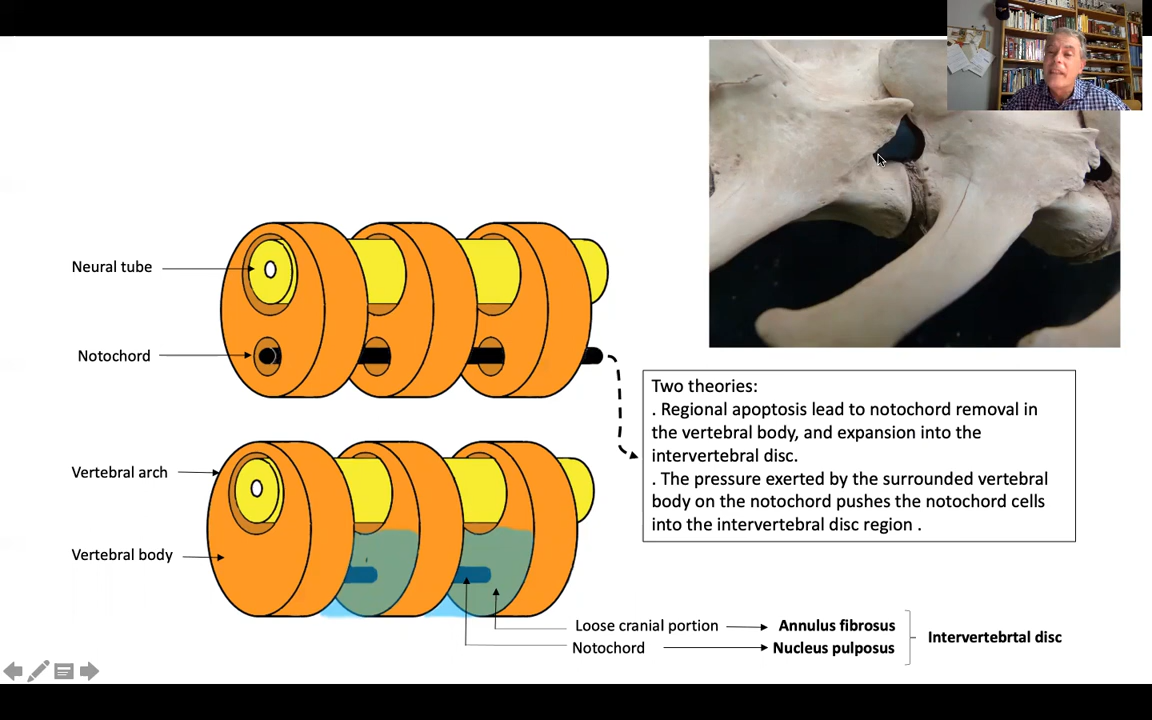 Neural tube
Notochord
Two theories:
. Regional apoptosis lead to notochord removal in
the vertebral body, and expansion into the
intervertebral disc.
. The pressure exerted by the surrounded vertebral
body on the notochord pushes the notochord cells
into the intervertebral disc region .
Vertebral arch
Vertebral body
Loose cranial portion
Annulus fibrosus
Notochord
Nucleus pulposus
Intervertebrtal disc